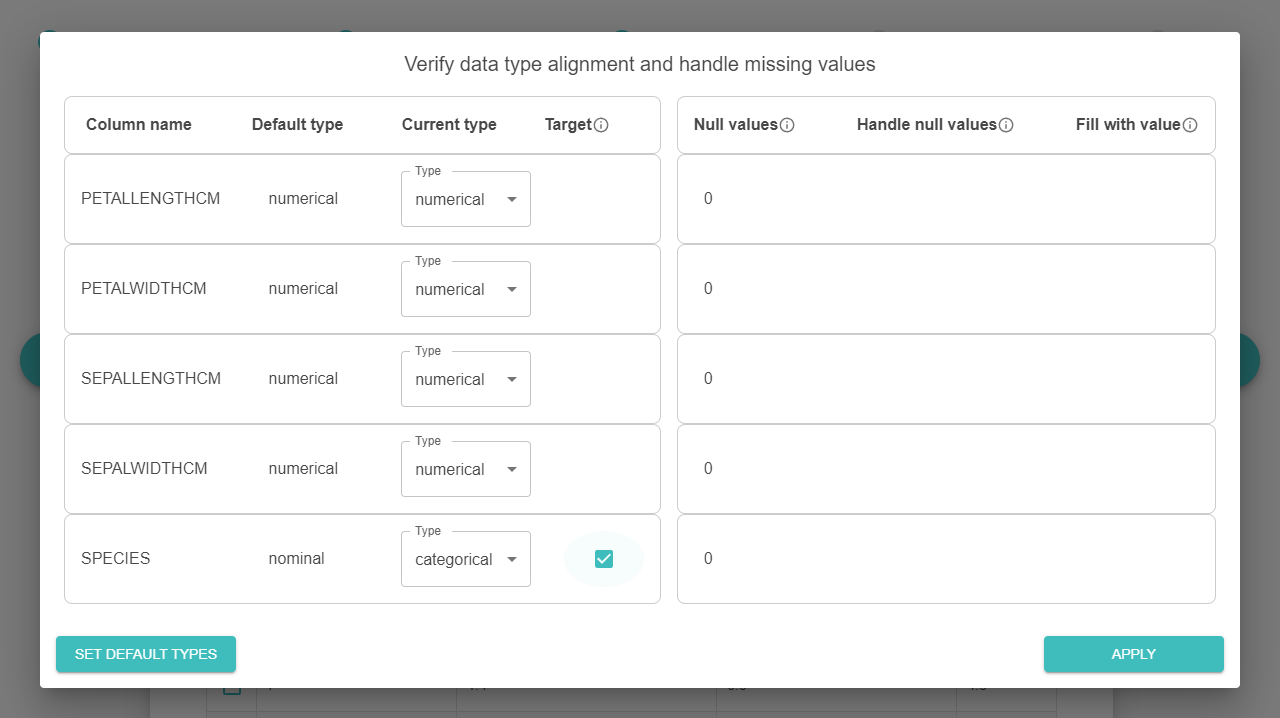 Verify data type alignment and handle missing values
Column name Default type Current type Target Null values Handle null values Fill with value
Type
PETALLENGTHCM numerical numerical 0
Type
PETALWIDTHCM numerical numerical 0
Type
SEPALLENGTHCM numerical numerical 0
Type
SEPALWIDTHCM numerical numerical 0
Type
SPECIES nominal categorical 0
SET DEFAULT TYPES APPLY